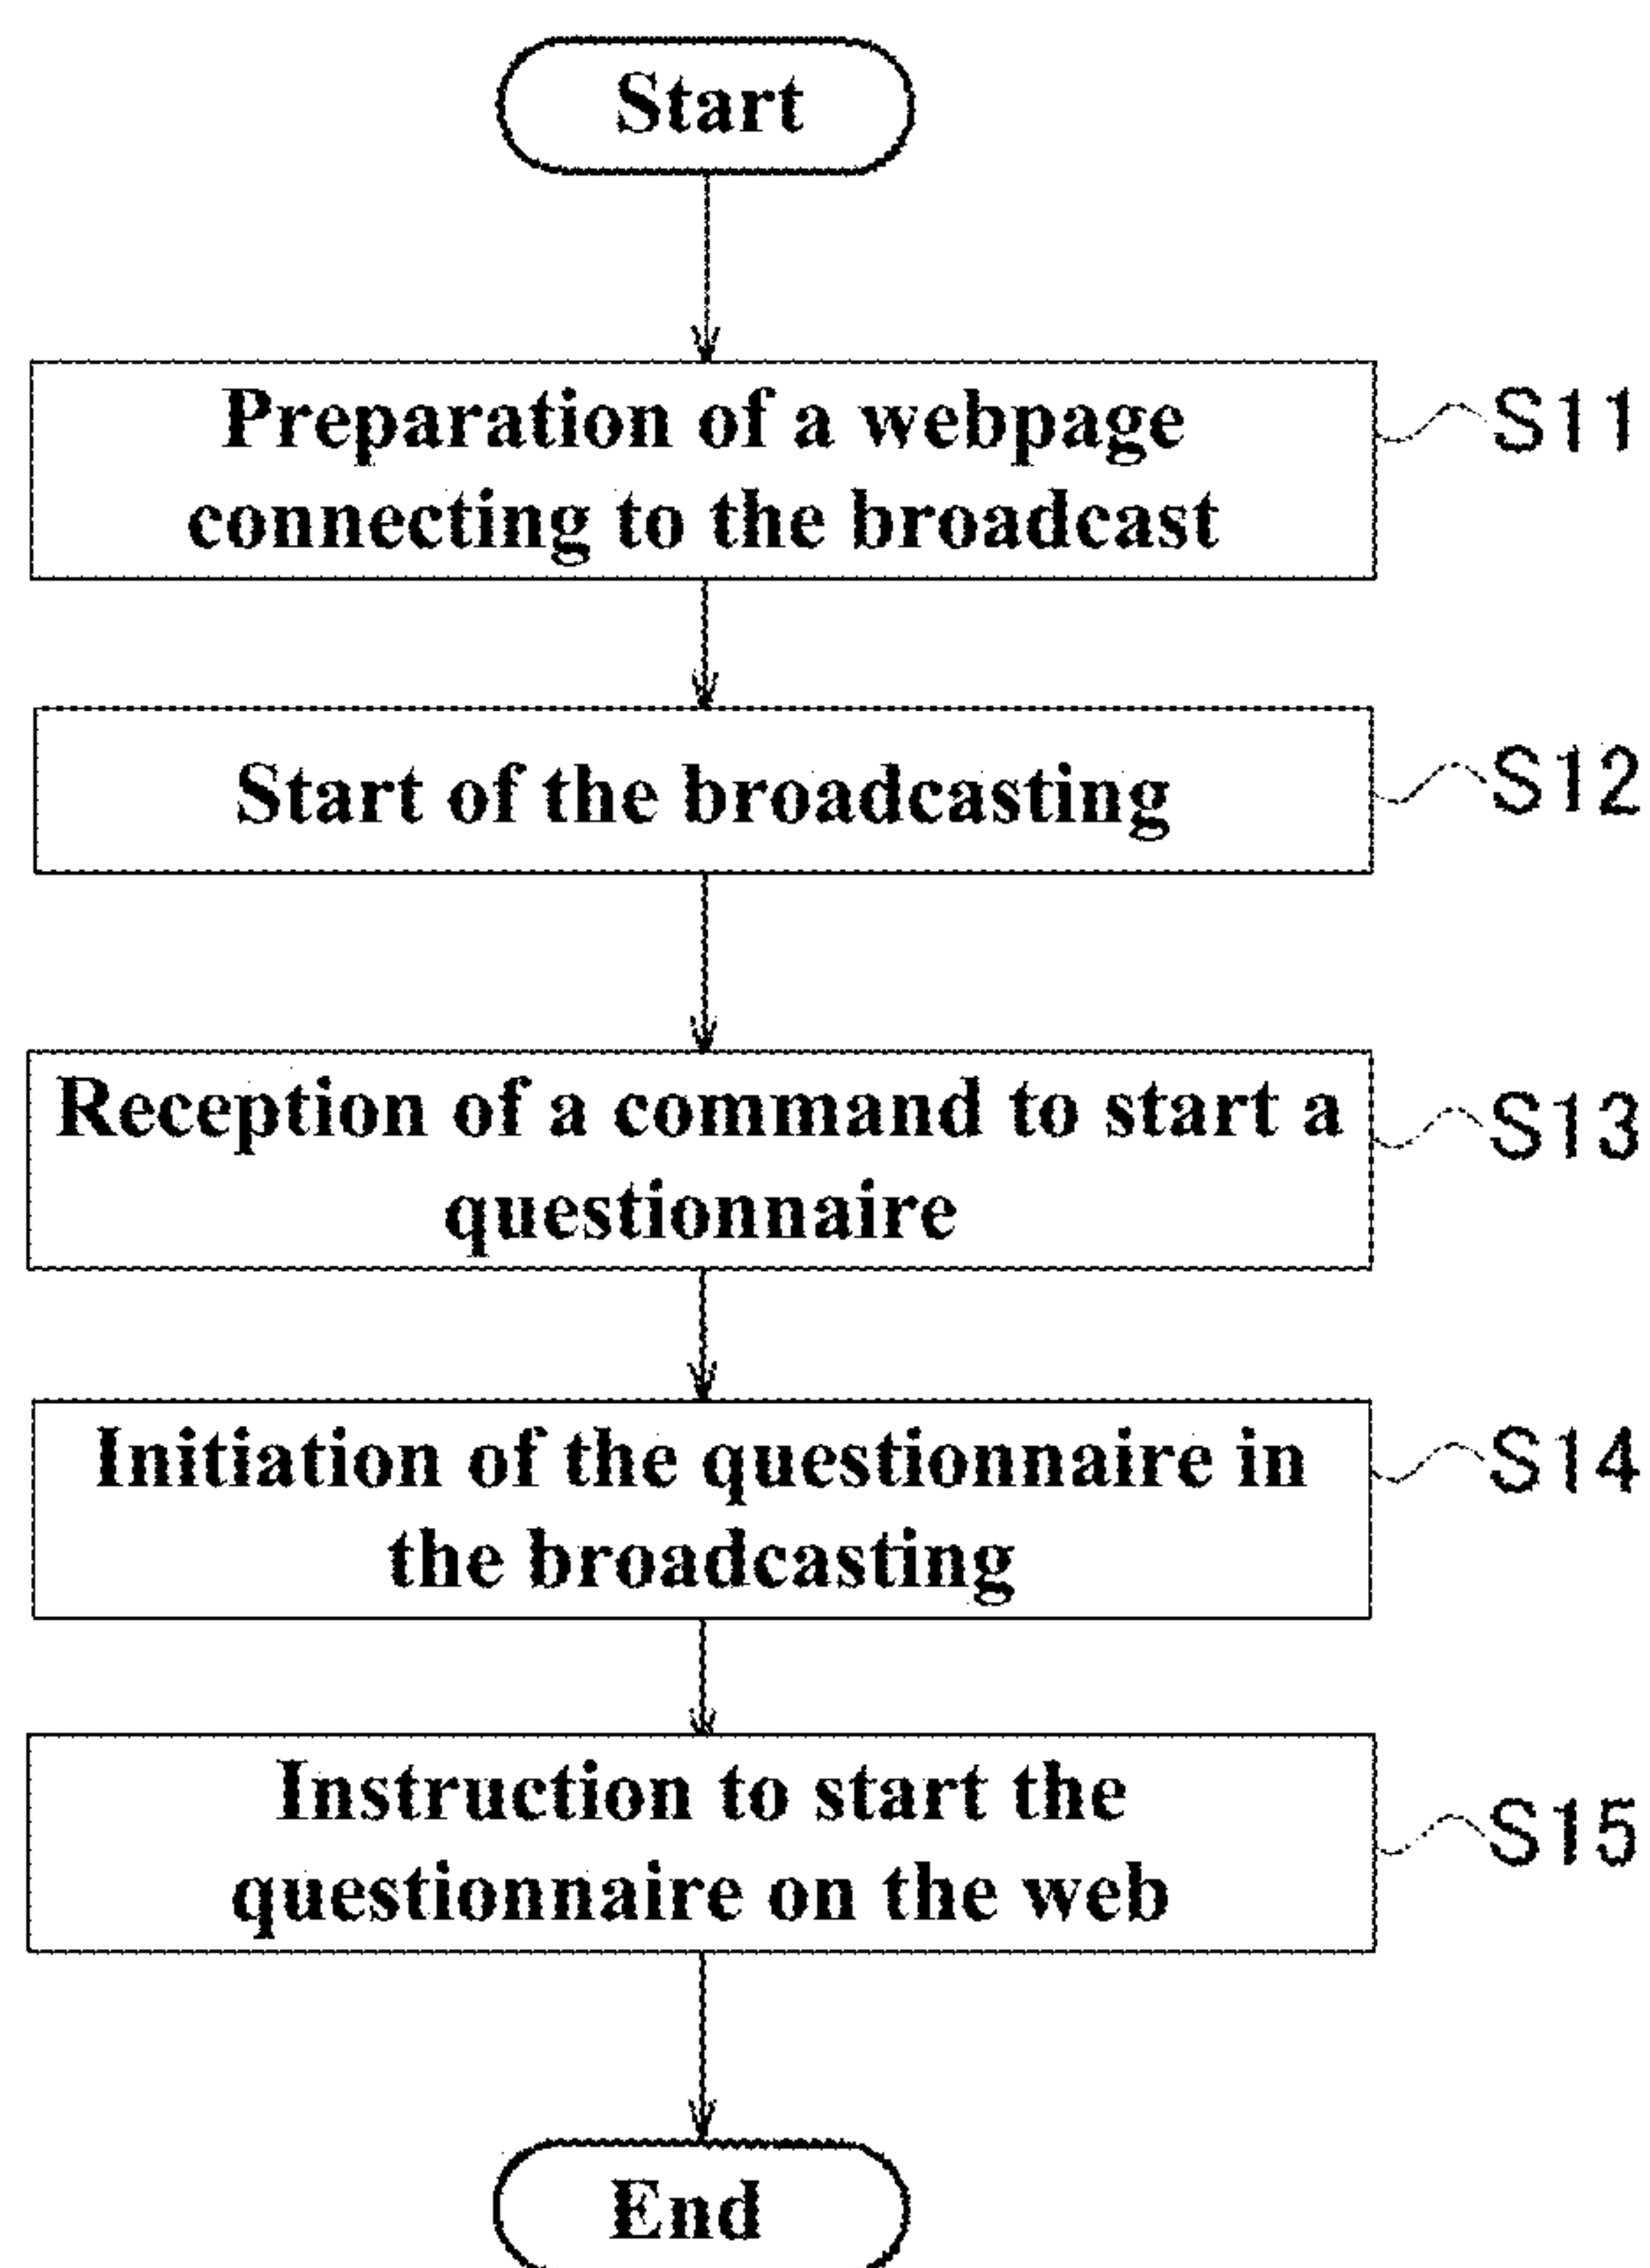 Start
Preparation of a webpage
connecting to the broadcast
S11
Start of the broadcasting
S12
Reception of a command to start a
questionnaire
S13
Initiation of the questionnaire in
the broadcasting
S14
Instruction to start the
questionnaire on the web
S15
End